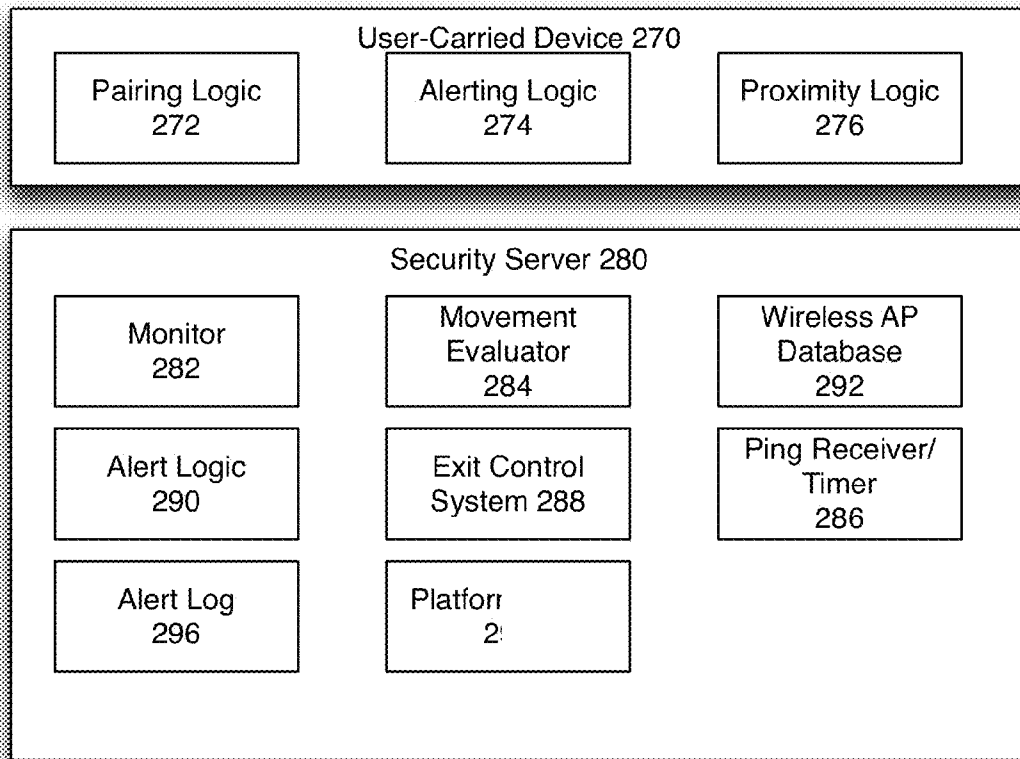 User-Carried Device 270
Pairing Logic
272
Alerting Logic
274
Proximity Logic
276
Security Server 280
Monitor
282
Movement
Evaluator
284
Wireless AP
Database
292
Alert Logic
290
Exit Control
System 288
Ping Receiver/
Timer
286
Alert Log
296